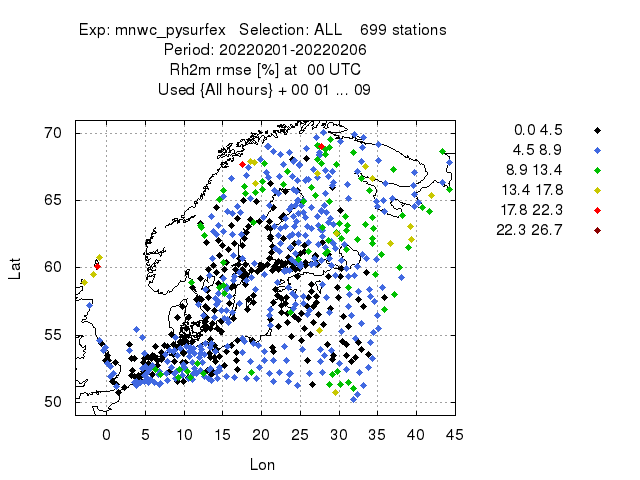 Exp: mnwc_pysurfex   Selection: ALL    699 stations
Period: 20220201-20220206
Rh2m rmse [%] at  00 UTC
Used {All hours} + 00 01 ... 09
0.0 4.5
4.5 8.9
8.9 13.4
13.4 17.8
17.8 22.3
22.3 26.7
70
65
60
55
50
Lat
0 5 10 15 20 25 30 35 40 45
Lon